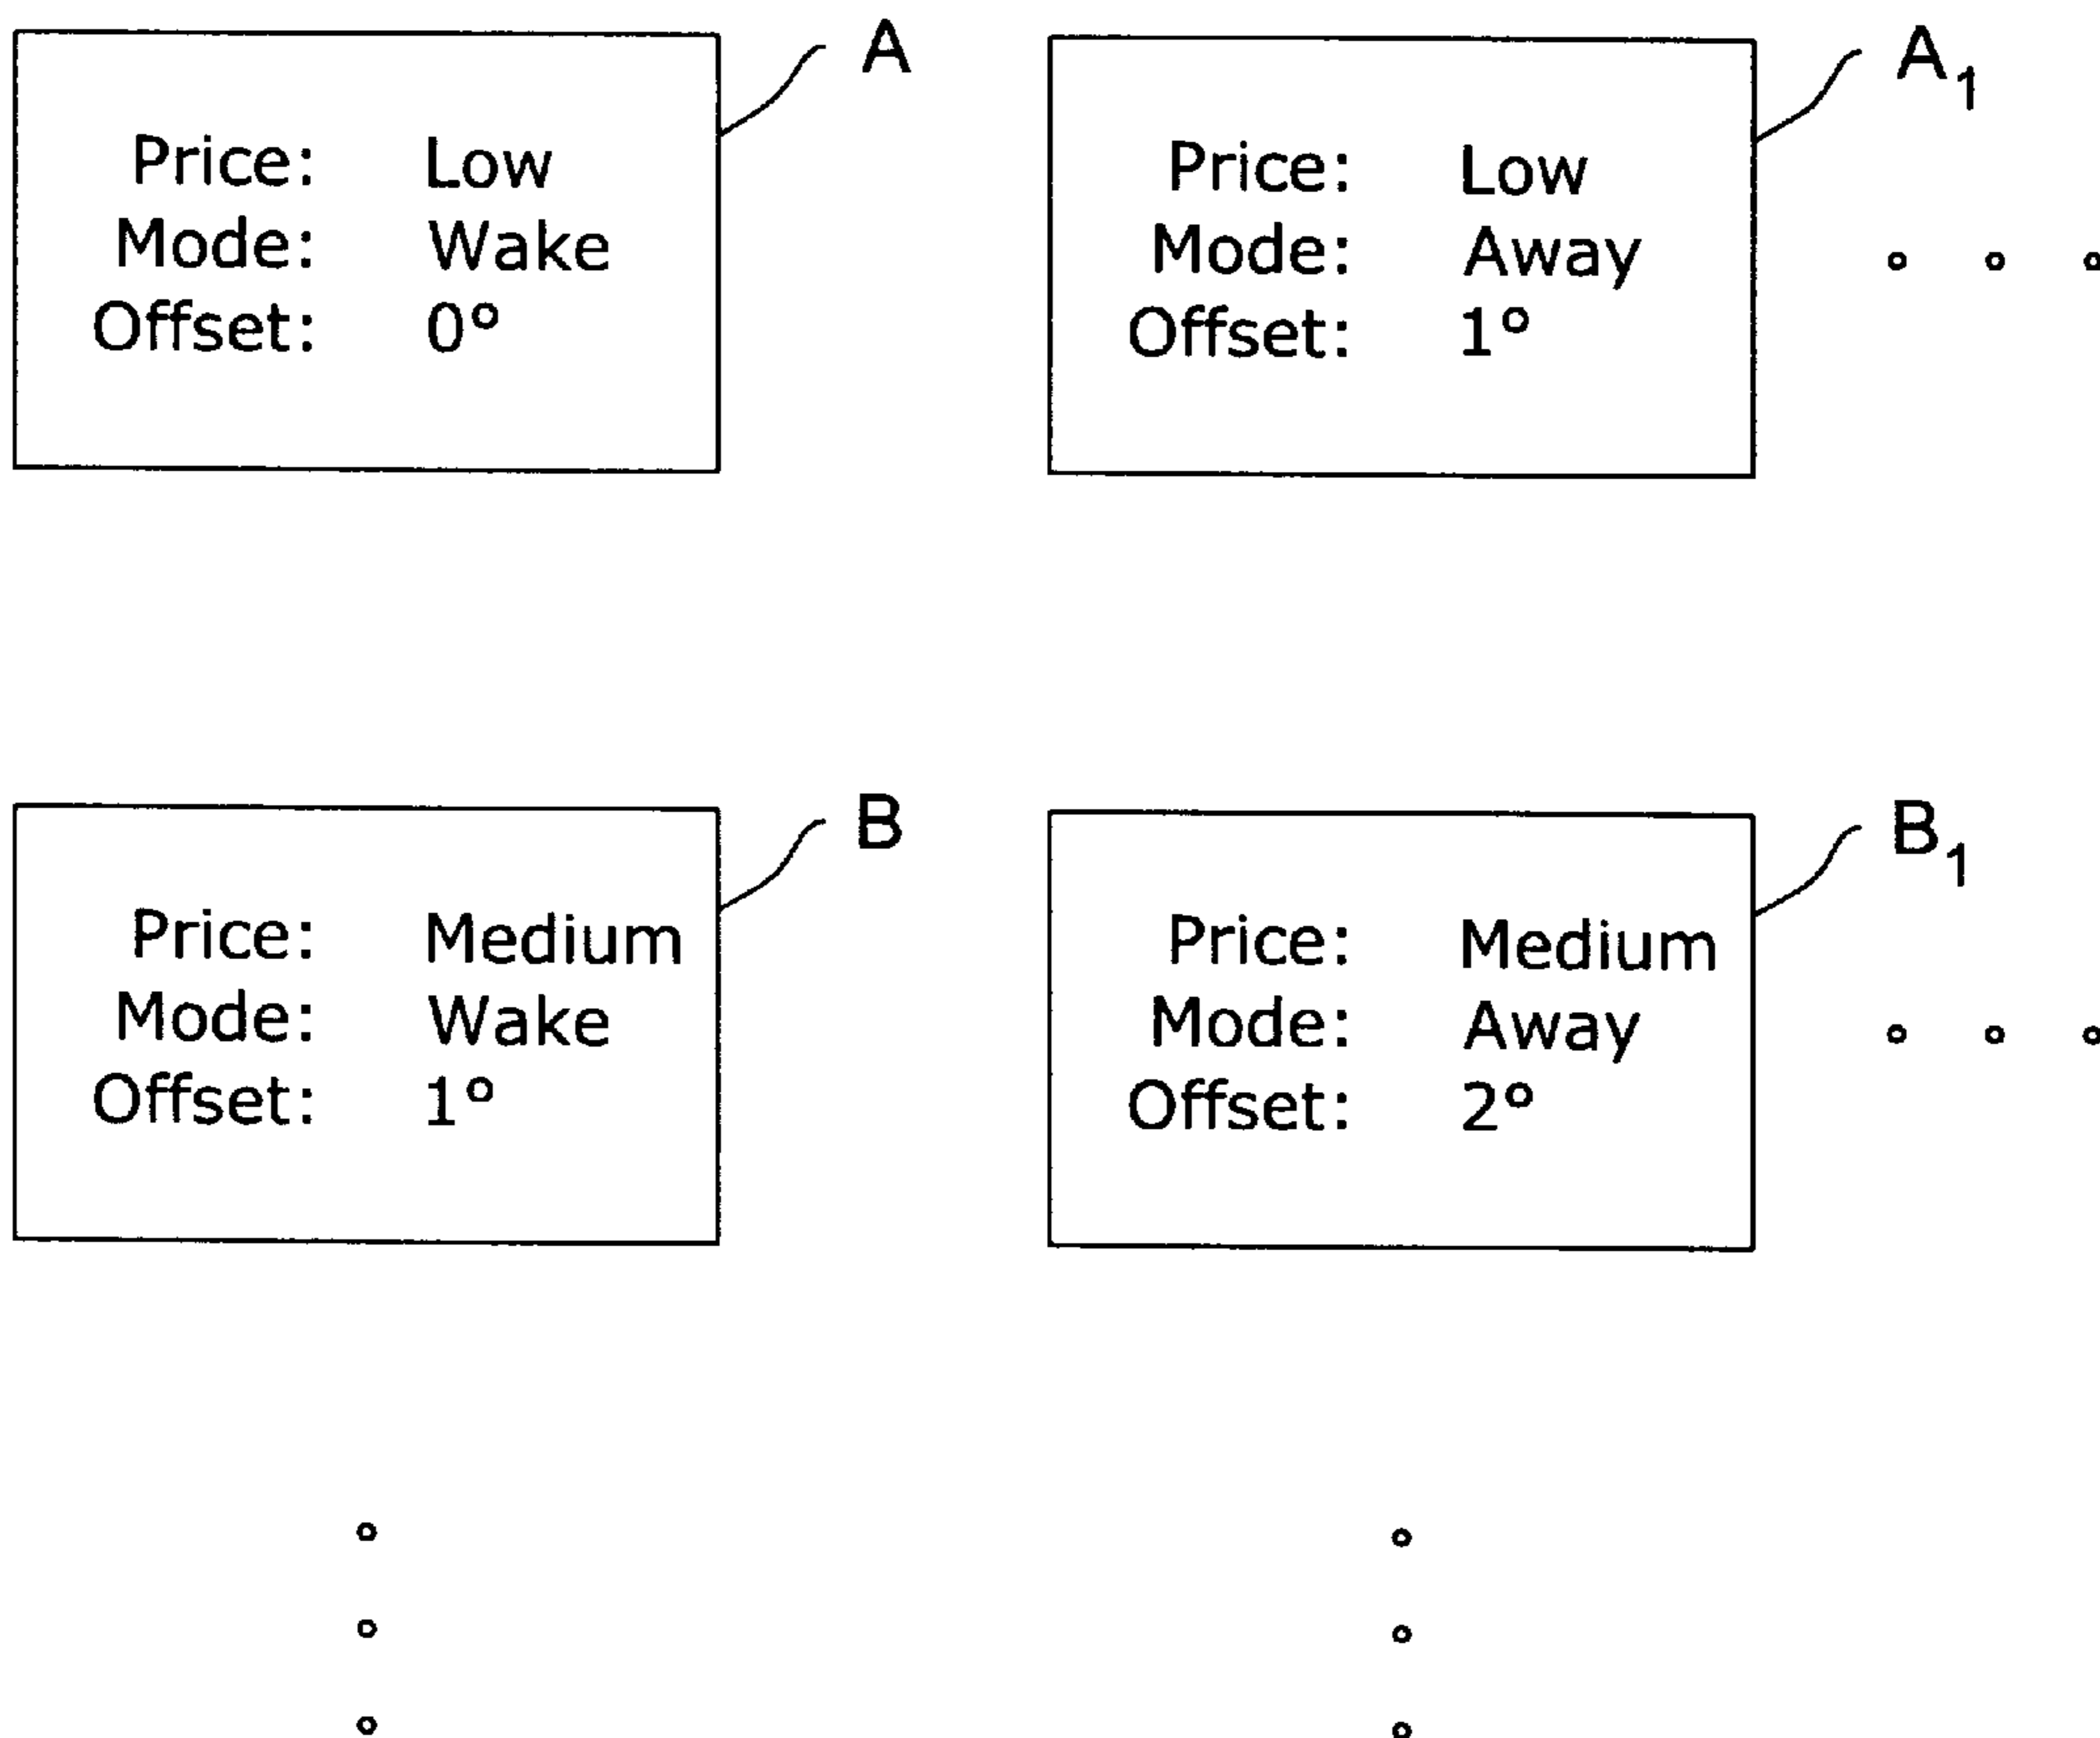 A
Price: Low
Mode: Wake
Offset: 0°
A1
Price: Low
Mode: Away
Offset: 1°
B
Price: Medium
Mode: Wake
Offset: 1°
B1
Price: Medium
Mode: Away
Offset: 2°